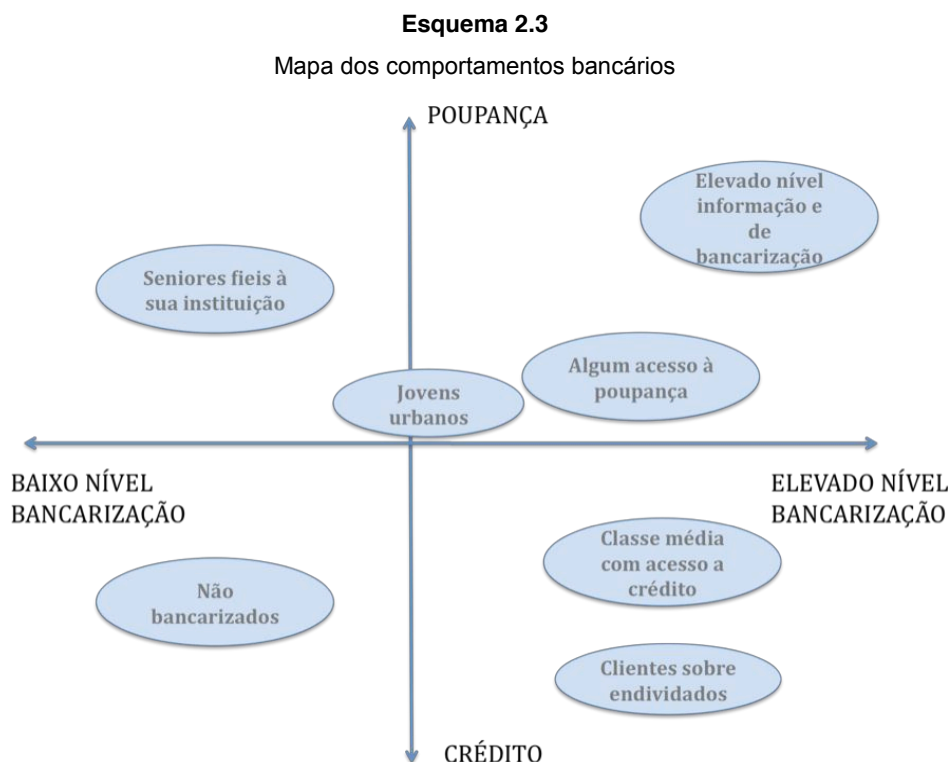 Esquema 2.3
Mapa dos comportamentos bancários
POUPANÇA
Elevado nível
informação e
de
bancarização
Seniores fieis à
sua instituição
Algum acesso à
poupança
Jovens
urbanos
BAIXO NÍVEL
BANCARIZAÇÃO
ELEVADO NÍVEL
BANCARIZAÇÃO
Classe média
com acesso a
crédito
Não
bancarizados
Clientes sobre
endividados
CRÉDITO